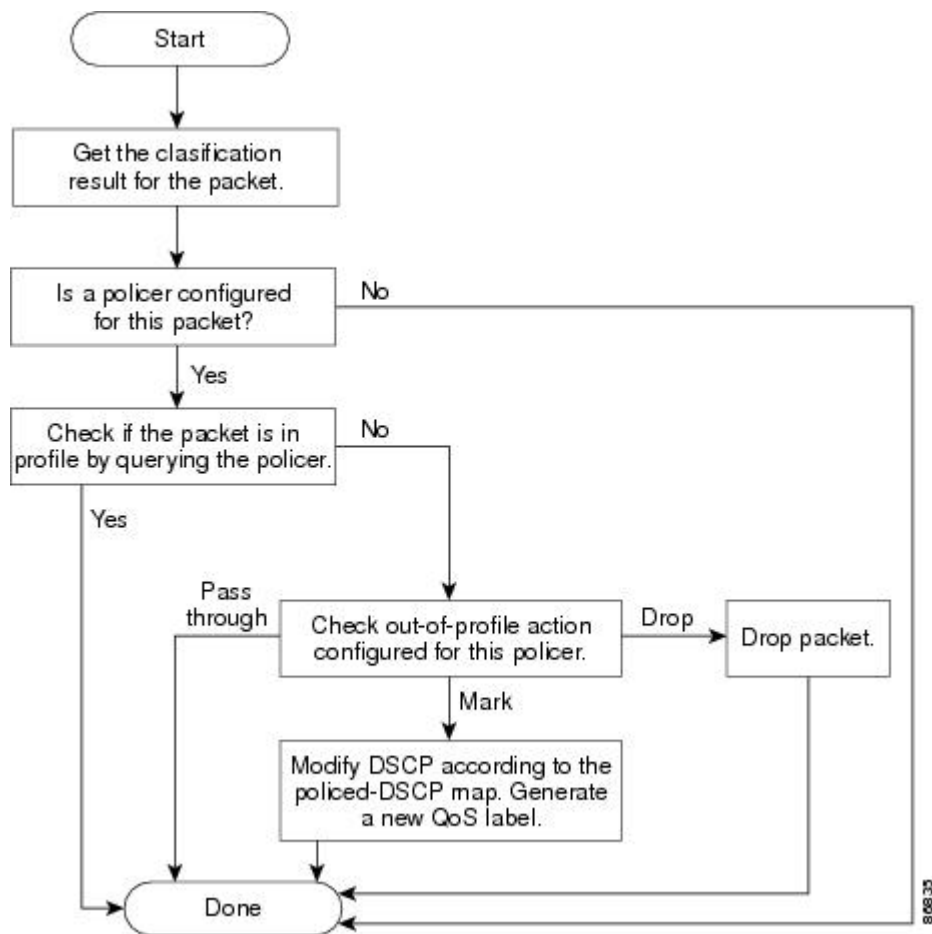 Start
Get the clasification
result for the packet.
Is a policer configured
for this packet?
No
Yes
Check if the packet is in
profile by querying the policer.
No
Yes
Pass
through
Check out-of-profile action
configured for this policer.
Drop
Drop packet.
Mark
Modify DSCP according to the
policed-DSCP map. Generate
a new QoS label.
Done
86835